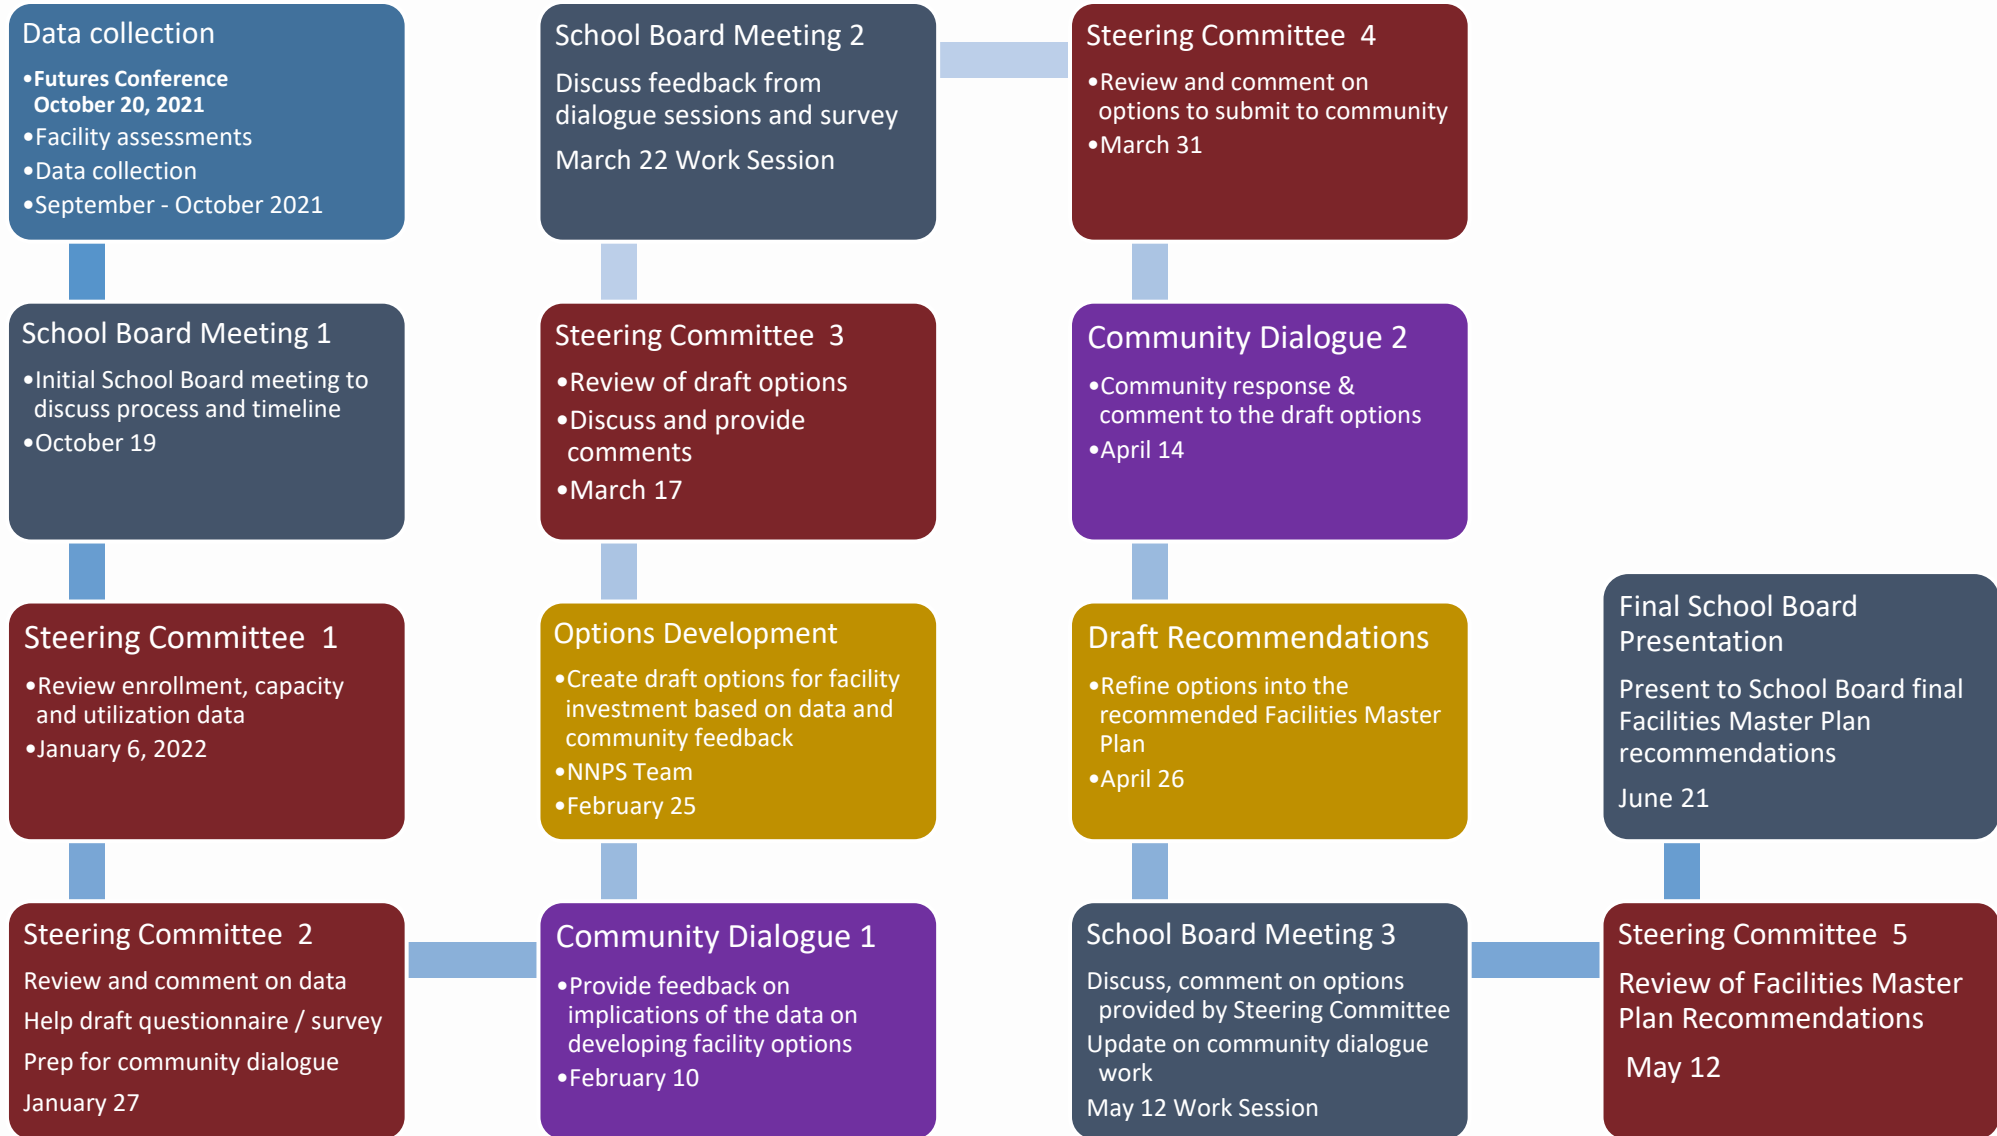 Data collection
•Futures Conference
October 20, 2021
•Facility assessments
•Data collection
•September - October 2021
School Board Meeting 1
•Initial School Board meeting to
discuss process and timeline
•October 19
Steering Committee 1
•Review enrollment, capacity
and utilization data
•January 6, 2022
Steering Committee 2
Review and comment on data
Help draft questionnaire / survey
Prep for community dialogue
January 27
Community Dialogue 1
•Provide feedback on
implications of the data on
developing facility options
•February 10
Options Development
•Create draft options for facility
investment based on data and
community feedback
•NNPS Team
•February 25
Steering Committee 3
•Review of draft options
•Discuss and provide
comments
•March 17
School Board Meeting 2
Discuss feedback from
dialogue sessions and survey
March 22 Work Session
Steering Committee 4
•Review and comment on
options to submit to community
•March 31
Community Dialogue 2
•Community response &
comment to the draft options
•April 14
Draft Recommendations
•Refine options into the
recommended Facilities Master
Plan
•April 26
School Board Meeting 3
Discuss, comment on options
provided by Steering Committee
Update on community dialogue
work
May 12 Work Session
Steering Committee 5
Review of Facilities Master
Plan Recommendations
May 12
Final School Board
Presentation
Present to School Board final
Facilities Master Plan
recommendations
June 21